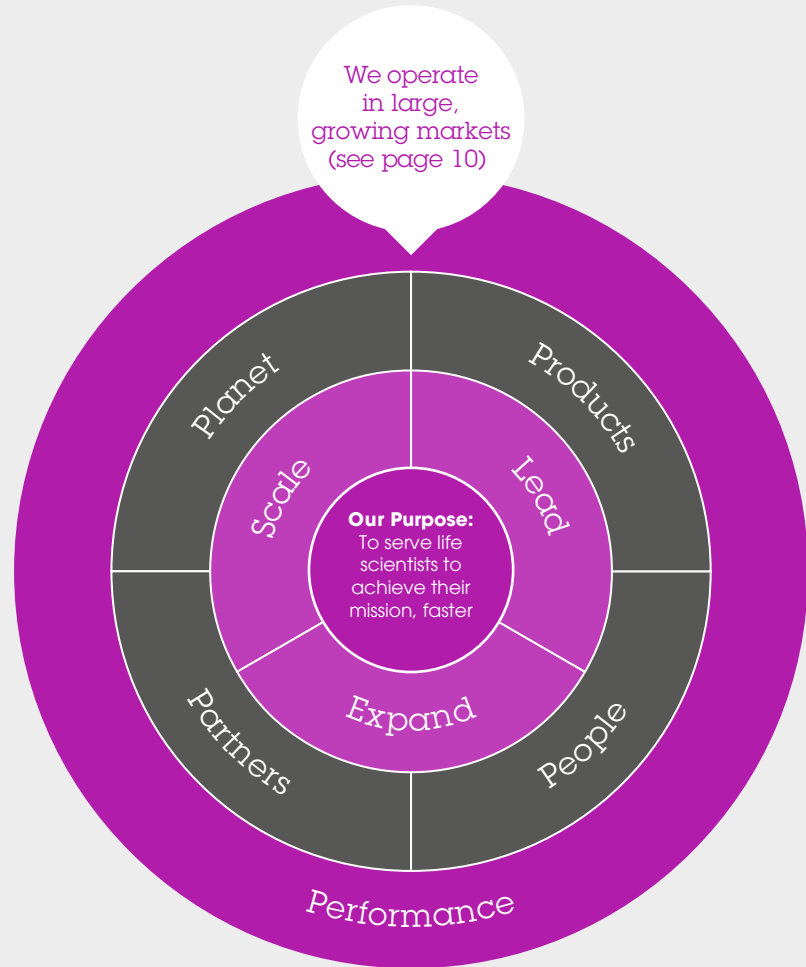 We operate
in large,
growing markets
(see page 10)
Planet
Products
Scale
Lead
Our Purpose:
To serve life
scientists to
achieve their
mission, faster
Expand
Partners
People
Performance